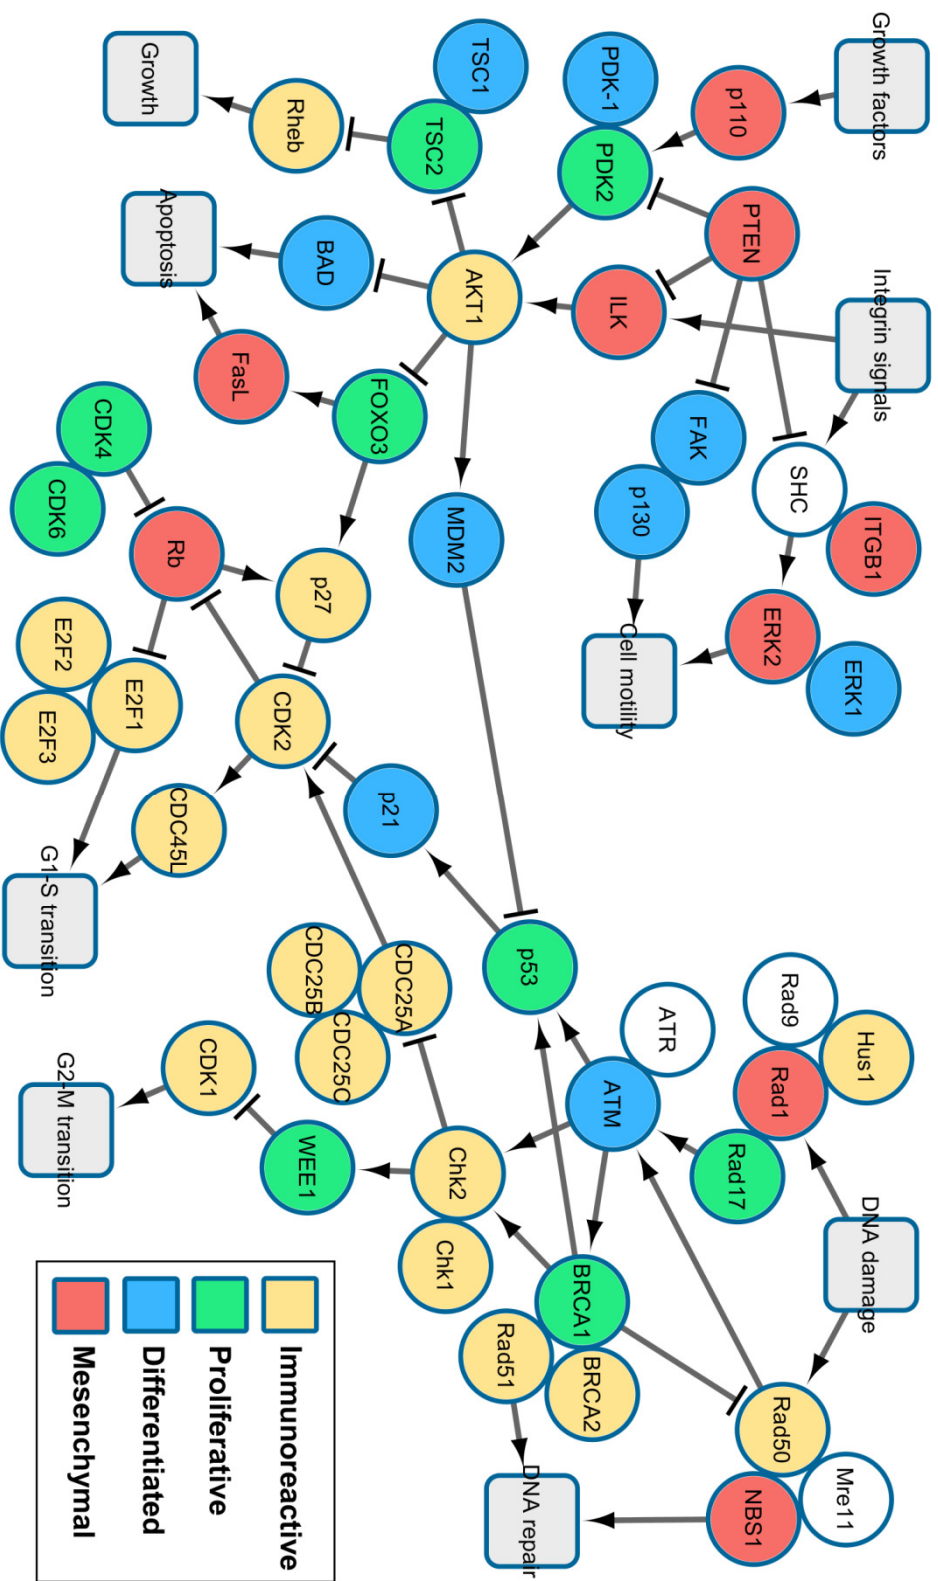 Growth factors
Integrin signals
DNA damage
p110
PTEN
SHC
ITGB1
ERK2
ERK1
Rad9
Hus1
Rad1
Rad17
Rad50
Mre11
NBS1
PDK-1
PDK2
ILK
FAK
p130
Cell motility
ATR
ATM
BRCA1
BRCA2
Rad51
DNA repair
TSC1
TSC2
AKT1
MDM2
p53
Chk2
Chk1
Rheb
BAD
FOXO3
p27
CDK2
p21
CDC25A
CDC25B
CDC25C
WEE1
Growth
Apoptosis
FasL
CDK4
CDK6
Rb
E2F1
E2F2
E2F3
CDC45L
G1-S transition
CDK1
G2-M transition
Immunoreactive
Proliferative
Differentiated
Mesenchymal